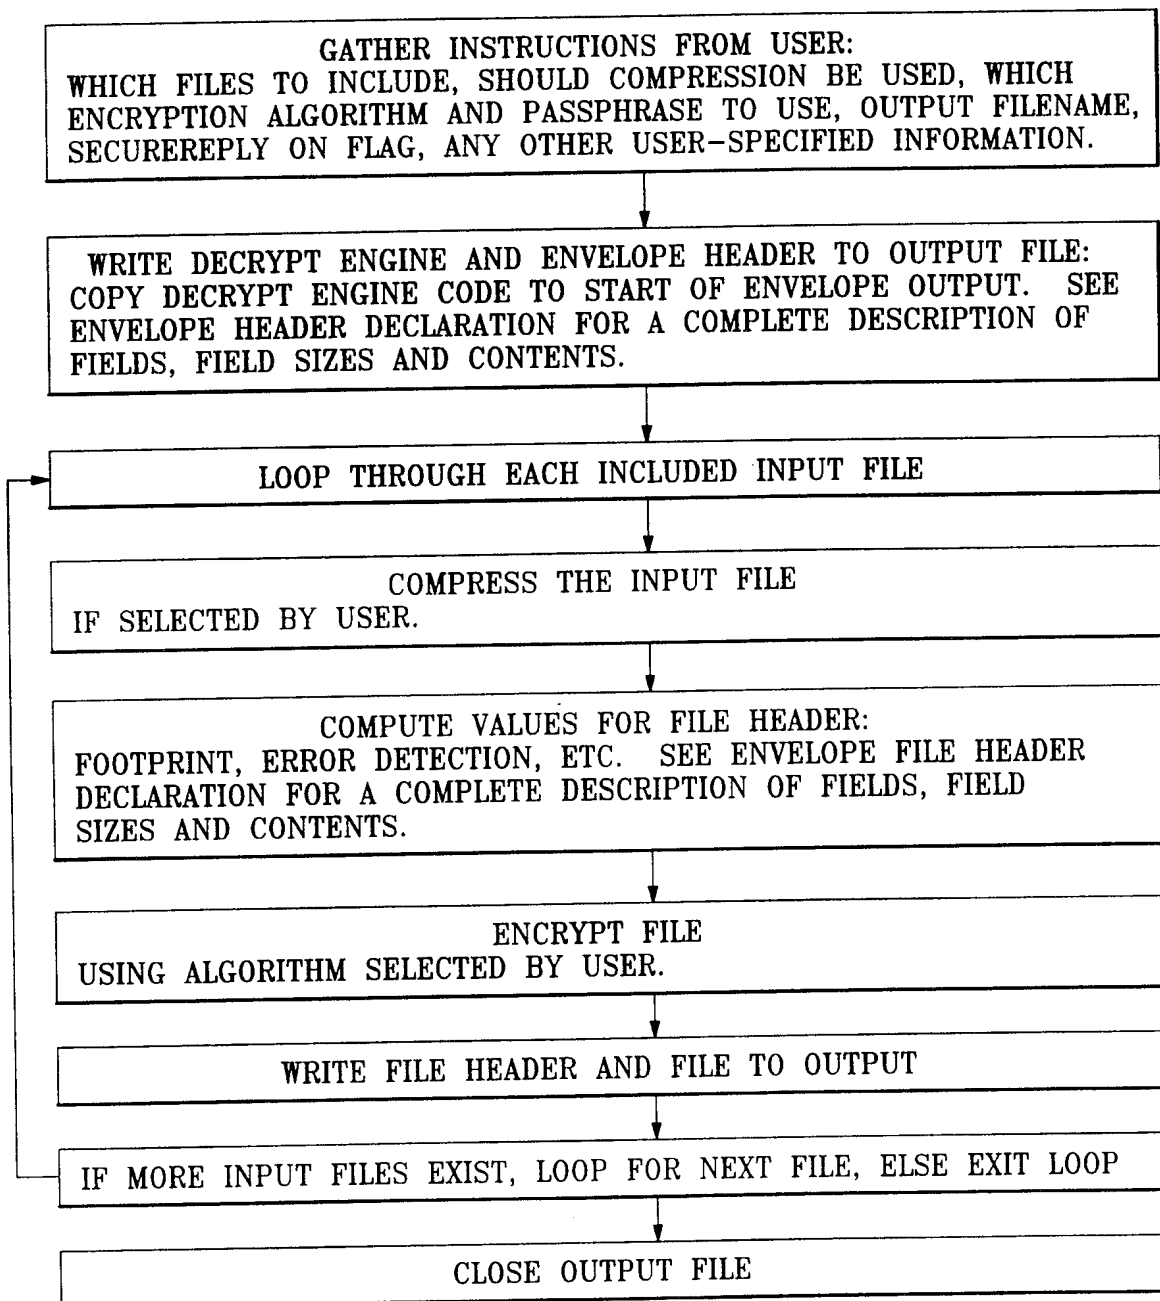 GATHER INSTRUCTIONS FROM USER:
WHICH FILES TO INCLUDE, SHOULD COMPRESSION BE USED, WHICH
ENCRYPTION ALGORITHM AND PASSPHRASE TO USE, OUTPUT FILENAME,
SECUREREPLY ON FLAG, ANY OTHER USER-SPECIFIED INFORMATION.
WRITE DECRYPT ENGINE AND ENVELOPE HEADER TO OUTPUT FILE:
COPY DECRYPT ENGINE CODE TO START OF ENVELOPE OUTPUT. SEE
ENVELOPE HEADER DECLARATION FOR A COMPLETE DESCRIPTION OF
FIELDS, FIELD SIZES AND CONTENTS.
LOOP THROUGH EACH INCLUDED INPUT FILE
COMPRESS THE INPUT FILE
IF SELECTED BY USER.
COMPUTE VALUES FOR FILE HEADER:
FOOTPRINT, ERROR DETECTION, ETC. SEE ENVELOPE FILE HEADER
DECLARATION FOR A COMPLETE DESCRIPTION OF FIELDS, FIELD
SIZES AND CONTENTS.
ENCRYPT FILE
USING ALGORITHM SELECTED BY USER.
WRITE FILE HEADER AND FILE TO OUTPUT
IF MORE INPUT FILES EXIST, LOOP FOR NEXT FILE, ELSE EXIT LOOP
CLOSE OUTPUT FILE